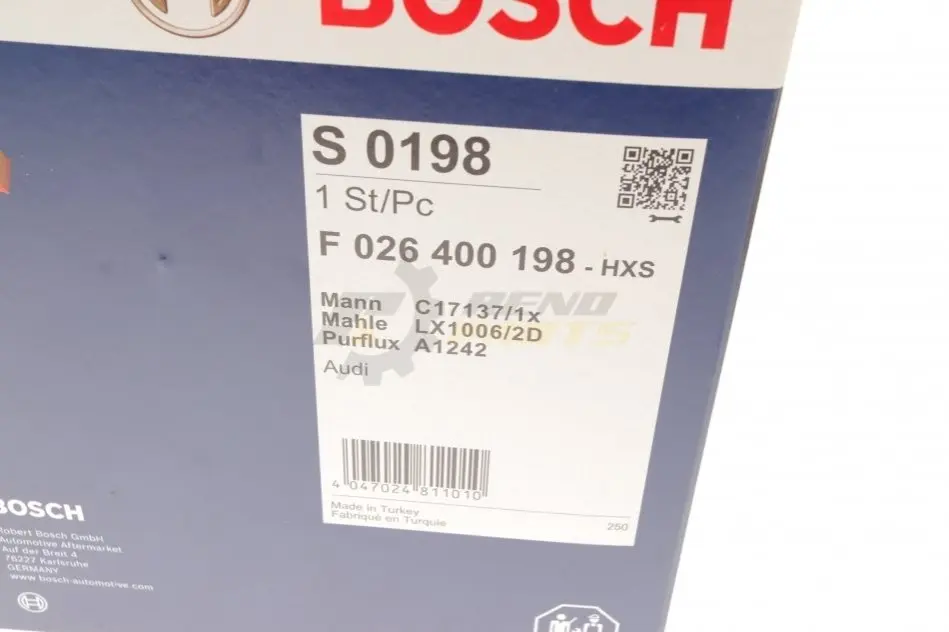 BOSCH
S 0198
1 St/Pc
F 026 400 198 - HXS
Mann C17137/1x
Mahle LX1006/2D
Purflux A1242
Audi
4 047024 811010
Made in Turkey
Fabriqué en Turquie
250
BOSCH
Robert Bosch GmbH
Automotive Aftermarket
Auf der Breit 4
76227 Karlsruhe
GERMANY
www.bosch-automotive.com